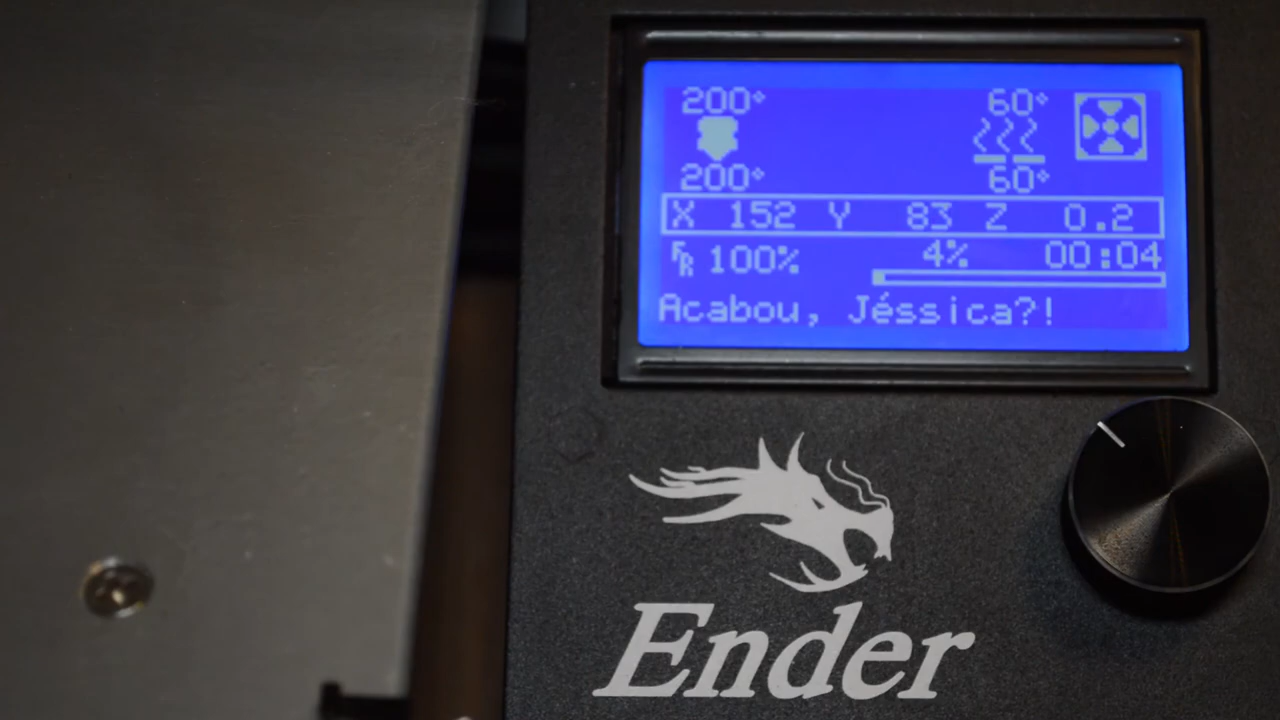 200° 60°
200° 60°
X 152 Y 83 Z 0.2
FR 100% 4% 00:04
Acabou, Jéssica?!
Ender